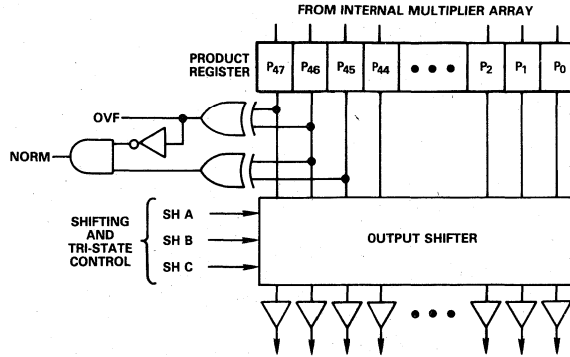 FROM INTERNAL MULTIPLIER ARRAY
PRODUCT
REGISTER
P47 P46 P45 P44 ● ● ● P2 P1 P0
OVF
NORM
SHIFTING
AND
TRI-STATE
CONTROL
SH A
SH B
SH C
OUTPUT SHIFTER
● ● ●